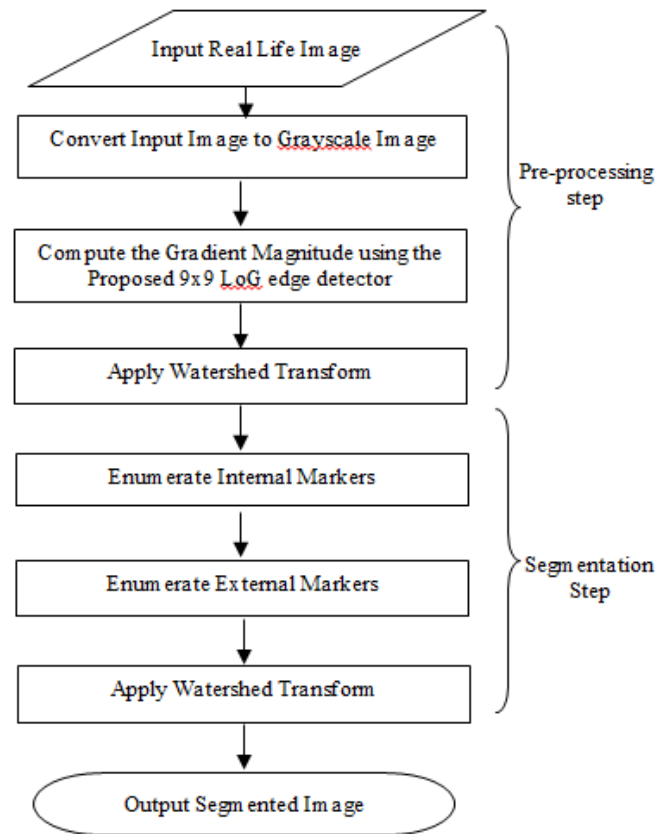 Input Real Life Image
Convert Input Image to Grayscale Image
Pre-processing
step
Compute the Gradient Magnitude using the
Proposed 9x9 LoG edge detector
Apply Watershed Transform
Enumerate Internal Markers
Enumerate External Markers
Segmentation
Step
Apply Watershed Transform
Output Segmented Image